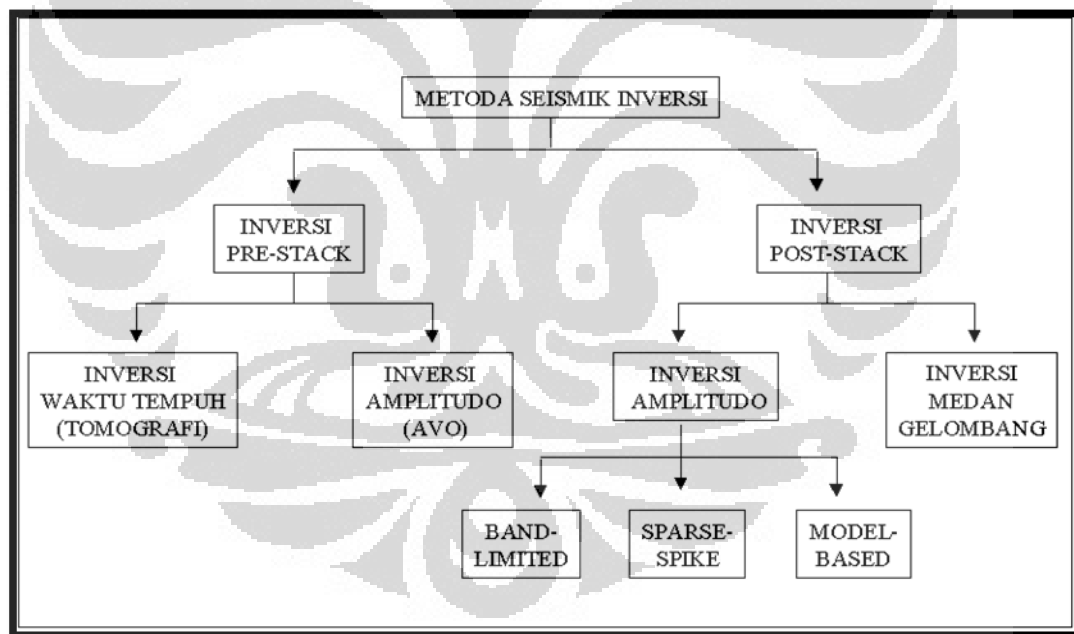 METODA SEISMIK INVERSI
INVERSI
PRE-STACK
INVERSI
POST-STACK
INVERSI
WAKTU TEMPUH
(TOMOGRAFI)
INVERSI
AMPLITUDO
(AVO)
INVERSI
AMPLITUDO
INVERSI
MEDAN
GELOMBANG
BAND-
LIMITED
SPARSE-
SPIKE
MODEL-
BASED